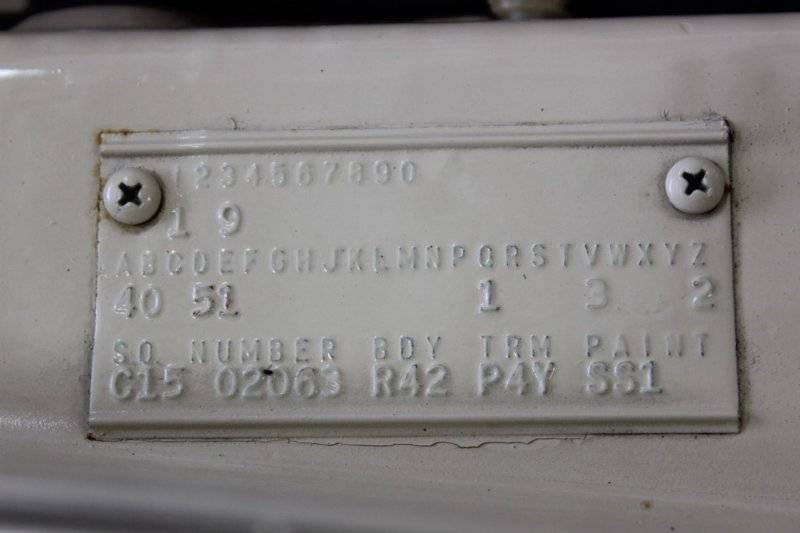 1234567890
1 9
ABCDEFGHJKLMNPQRSTVWXYZ
40 51 1 3 2
SO NUMBER BDY TRM PAINT
C15 02063 R42 P4Y SS1